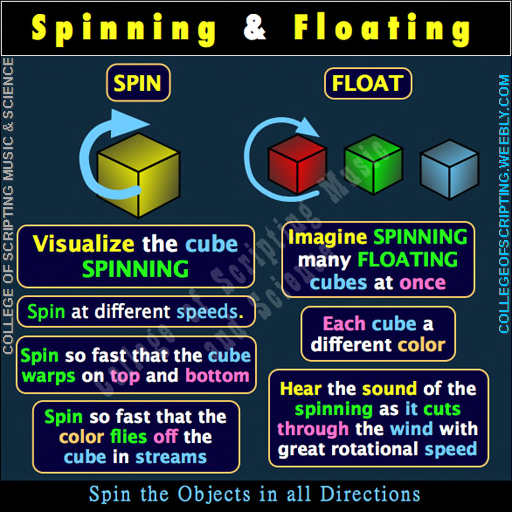 Spinning & Floating
COLLEGE OF SCRIPTING MUSIC & SCIENCE
SPIN
Visualize the cube
SPINNING
Spin at different speeds.
Spin so fast that the cube
warps on top and bottom
Spin so fast that the
color flies off the
cube in streams
FLOAT
Imagine SPINNING
many FLOATING
cubes at once
Each cube a
different color
Hear the sound of the
spinning as it cuts
through the wind with
great rotational speed
COLLEGEOFSCRIPTING.WEEBLY.COM
College of Scripting Music
and Science
Spin the Objects in all Directions